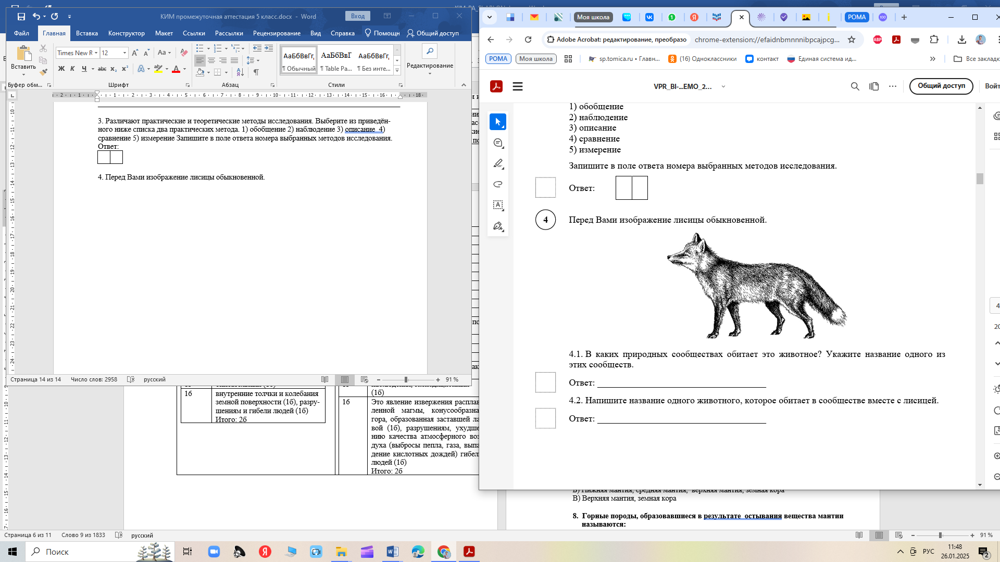 КИМ промежуточная аттестация 5 класс.docx - Word
Вход
Файл Главная Вставка Конструктор Макет Ссылки Рассылки Рецензирование Вид Справка Помощн Общий доступ
Times New R 12
Вставить
Ж К Ч abc x₂ x²
АаБбВвГг, АаБбВвГ АаБбВвГг,
¶ Обычный ¶ Table Pa... ¶ Без инте...
Редактирование
Буфер обм... Шрифт Абзац Стили
3. Различают практические и теоретические методы исследования. Выберите из приведён-
ного ниже списка два практических метода. 1) обобщение 2) наблюдение 3) описание 4)
сравнение 5) измерение Запишите в поле ответа номера выбранных методов исследования.
Ответ:
4. Перед Вами изображение лисицы обыкновенной.
Страница 14 из 14 Число слов: 2958 русский 91 %
16 внутренние толчки и колебания
земной поверхности (1б), разру-
шениям и гибели людей (1б)
Итого: 2б
(1б)
16 Это явление извержения расплав
ленной магмы, конусообразна
гора, образованная заставшей ла
вой (1б), разрушениям, ухудше
нию качества атмосферного воз
духа (выбросы пепла, газа, выпа
дение кислотных дождей) гибел
людей (1б)
Итого: 2б
Моя школа РОМА
Adobe Acrobat: редактирование, преобразо chrome-extension://efaidnbmnnnibpcajpcg...
ABP
РОМА Моя школа sp.tomica.ru • Главн... (16) Одноклассники контакт Единая система ид... » Все закладк
VPR_BI-...EMO_2... Общий доступ Войт
1) обобщение
2) наблюдение
3) описание
4) сравнение
5) измерение
Запишите в поле ответа номера выбранных методов исследования.
Ответ:
4 Перед Вами изображение лисицы обыкновенной.
4.1. В каких природных сообществах обитает это животное? Укажите название одного из
этих сообществ.
Ответ:
4.2. Напишите название одного животного, которое обитает в сообществе вместе с лисицей.
Ответ:
4
20
В) Верхняя мантия, земная кора
8. Горные породы, образовавшиеся в результате остывания вещества мантии
называются:
Страница 6 из 11 Слово 9 из 1833 русский 91 %
Поиск
РУС
11:48
26.01.2025
2